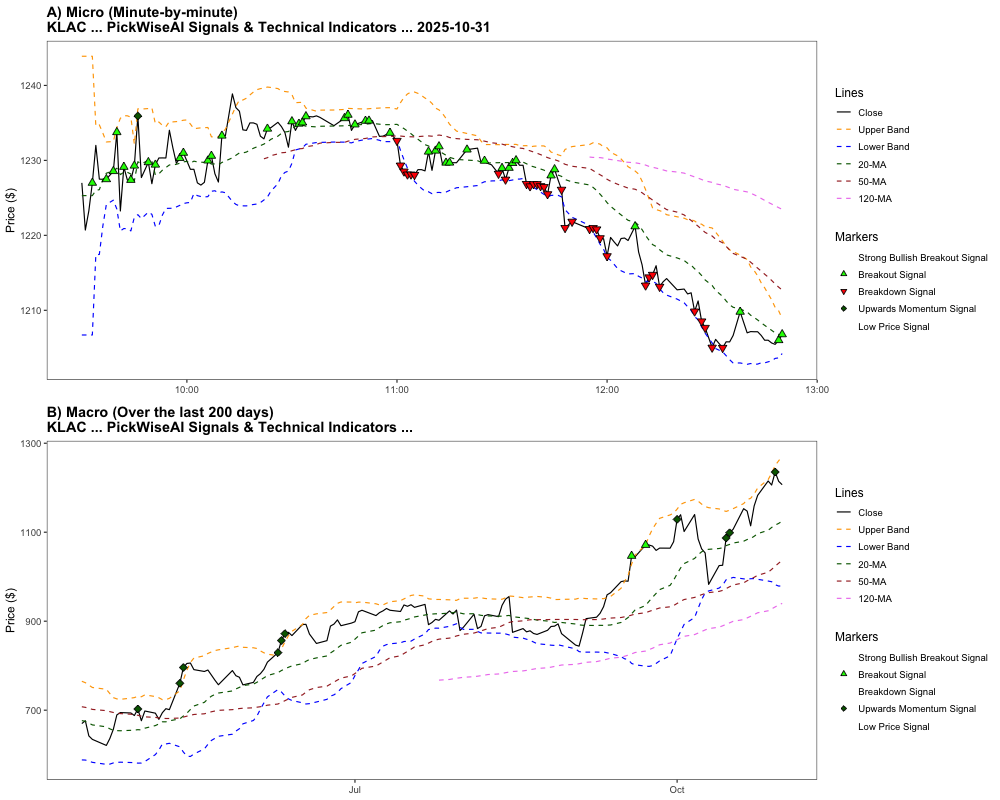 A) Micro (Minute-by-minute)
KLAC ... PickWiseAI Signals & Technical Indicators ... 2025-10-31
Price ($)
1240
1230
1220
1210
10:00
11:00
12:00
13:00
Lines
Close
Upper Band
Lower Band
20-MA
50-MA
120-MA
Markers
Strong Bullish Breakout Signal
Breakout Signal
Breakdown Signal
Upwards Momentum Signal
Low Price Signal
B) Macro (Over the last 200 days)
KLAC ... PickWiseAI Signals & Technical Indicators ...
Price ($)
1300
1100
900
700
Jul
Oct
Lines
Close
Upper Band
Lower Band
20-MA
50-MA
120-MA
Markers
Strong Bullish Breakout Signal
Breakout Signal
Breakdown Signal
Upwards Momentum Signal
Low Price Signal